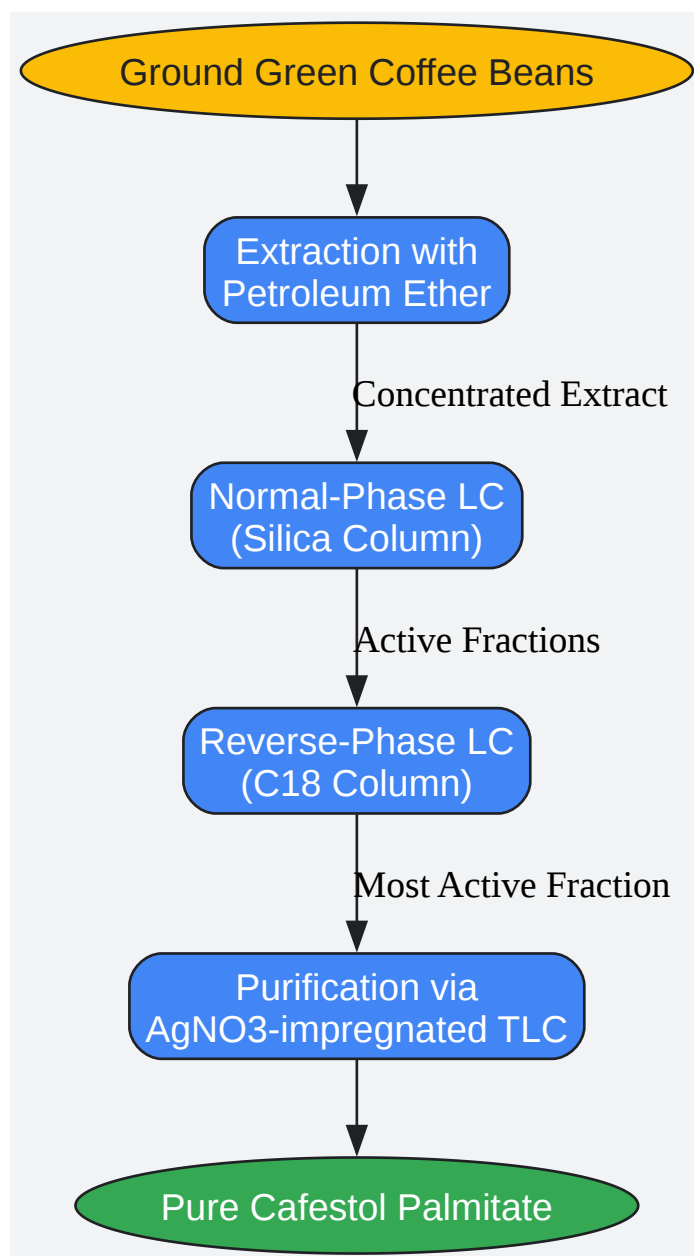 Ground Green Coffee Beans
Extraction with
Petroleum Ether
Concentrated Extract
Normal-Phase LC
(Silica Column)
Active Fractions
Reverse-Phase LC
(C18 Column)
Most Active Fraction
Purification via
AgNO3-impregnated TLC
Pure Cafestol Palmitate